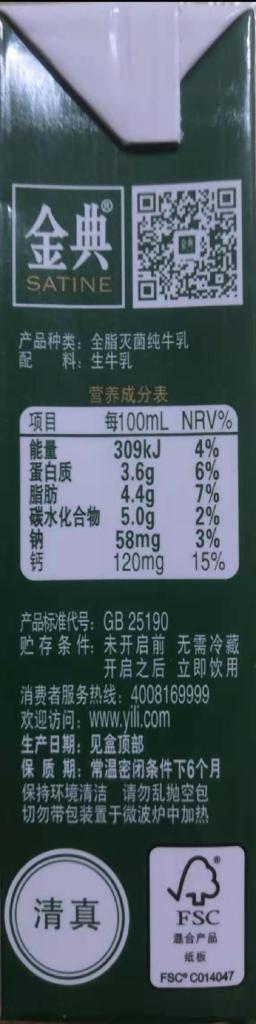 金典®
SATINE
产品种类：全脂灭菌纯牛乳
配 料：生牛乳
营养成分表
项目 每100mL NRV%
能量 309kJ 4%
蛋白质 3.6g 6%
脂肪 4.4g 7%
碳水化合物 5.0g 2%
钠 58mg 3%
钙 120mg 15%
产品标准代号：GB 25190
贮存条件：未开启前 无需冷藏
开启之后 立即饮用
消费者服务热线：4008169999
欢迎访问：www.yili.com
生产日期：见盒顶部
保 质 期：常温密闭条件下6个月
保持环境清洁 请勿乱抛空包
切勿带包装置于微波炉中加热
清真
FSC
混合产品
纸板
FSC® C014047